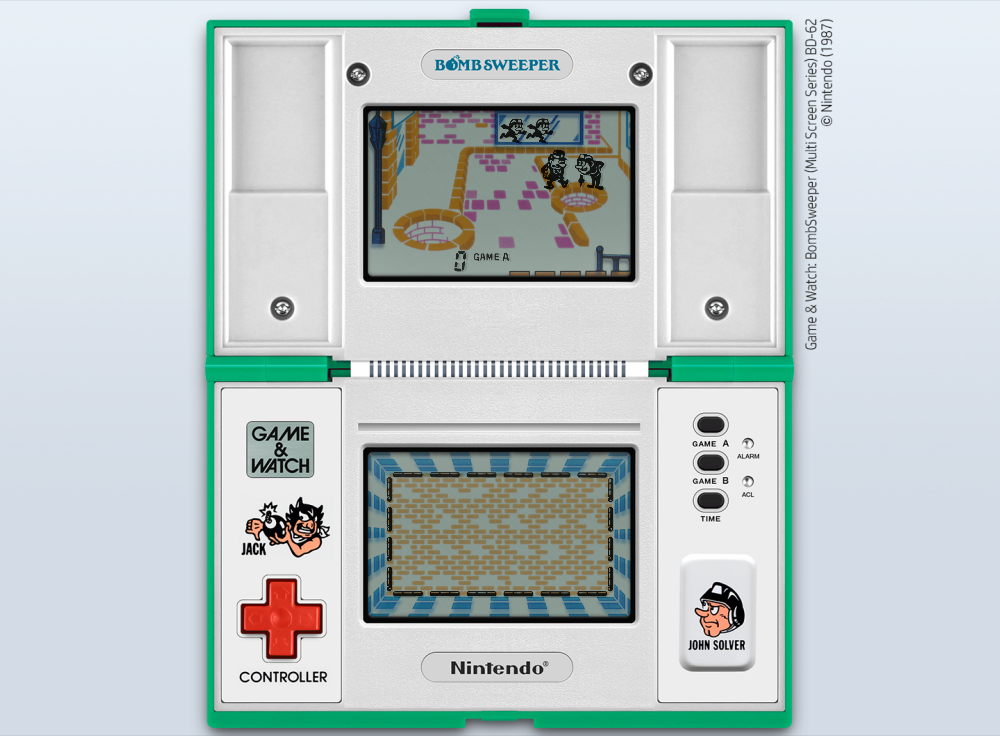 BOMBSWEEPER
0 GAME A
GAME
&
WATCH
JACK
CONTROLLER
GAME A
ALARM
GAME B
ACL
TIME
JOHN SOLVER
Nintendo®
Game & Watch: BombSweeper (Multi Screen Series) BD-62
© Nintendo (1987)